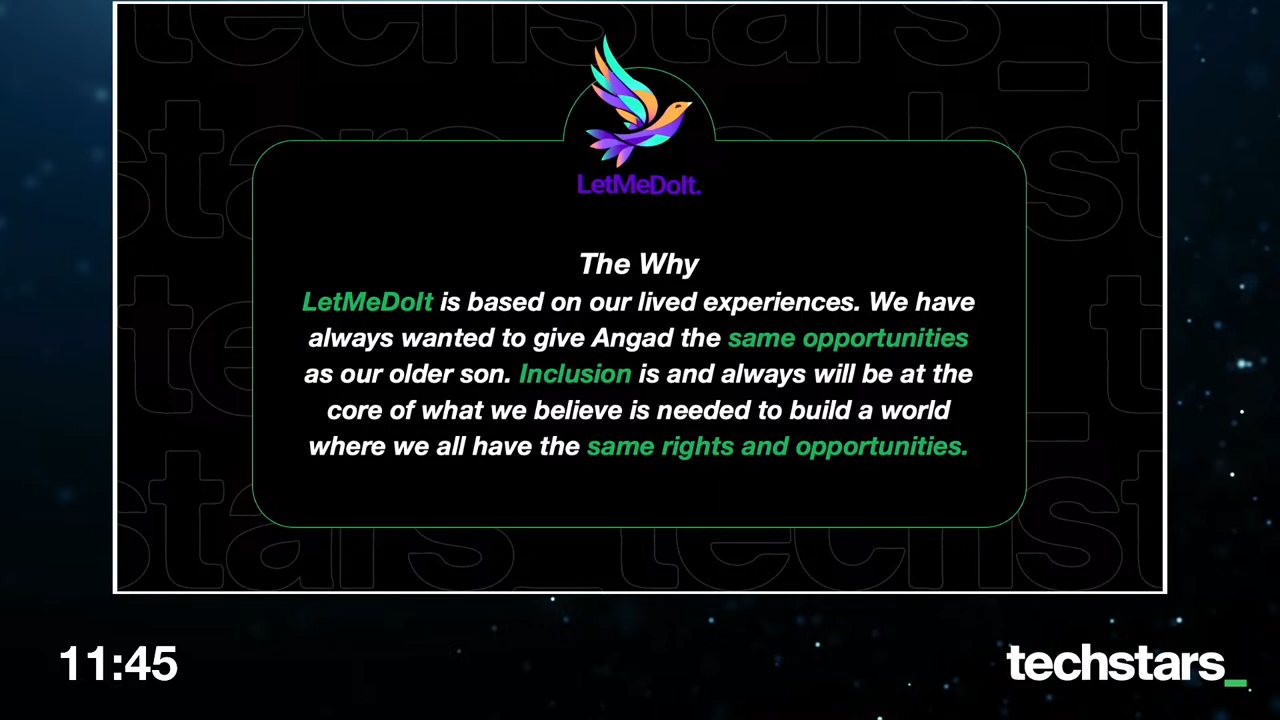 LetMeDoIt.
The Why
LetMeDoIt is based on our lived experiences. We have
always wanted to give Angad the same opportunities
as our older son. Inclusion is and always will be at the
core of what we believe is needed to build a world
where we all have the same rights and opportunities.
11:45
techstars_